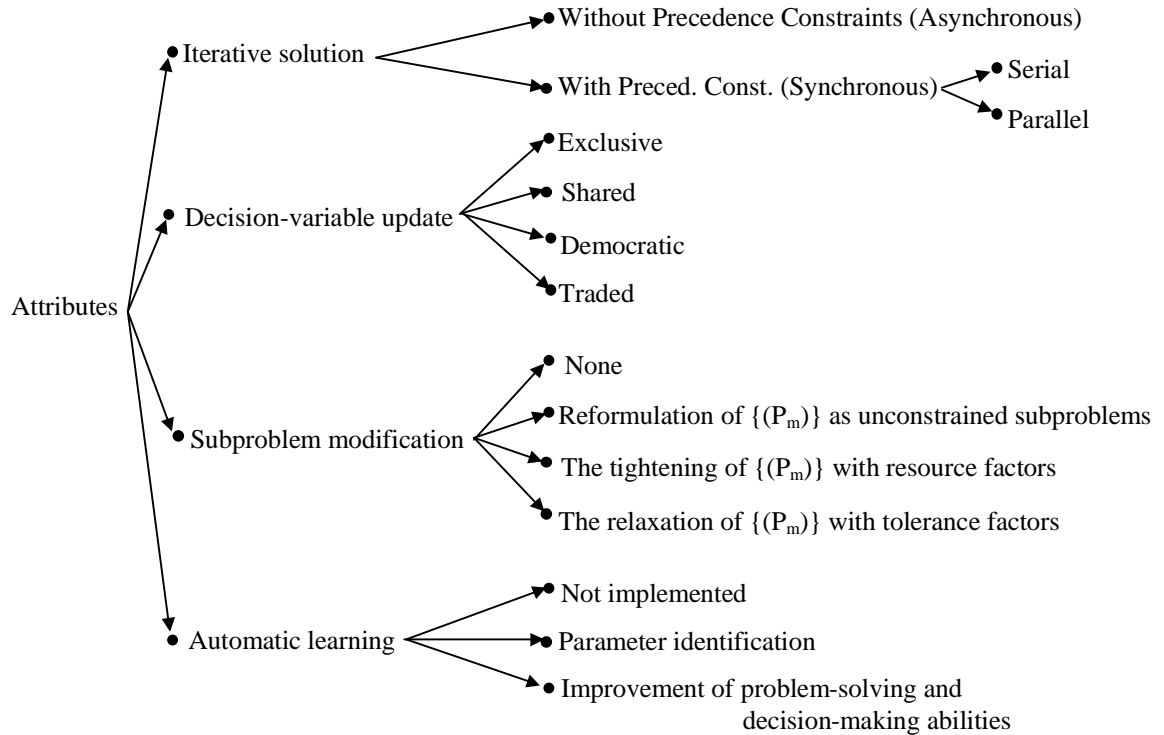 Without Precedence Constraints (Asynchronous)
Iterative solution
Serial
With Preced. Const. (Synchronous)
Parallel
Exclusive
Shared
Decision-variable update
Democratic
Traded
Attributes
None
Reformulation of {(Pm)} as unconstrained subproblems
Subproblem modification
The tightening of {(Pm)} with resource factors
The relaxation of {(Pm)} with tolerance factors
Not implemented
Automatic learning
Parameter identification
Improvement of problem-solving and
decision-making abilities